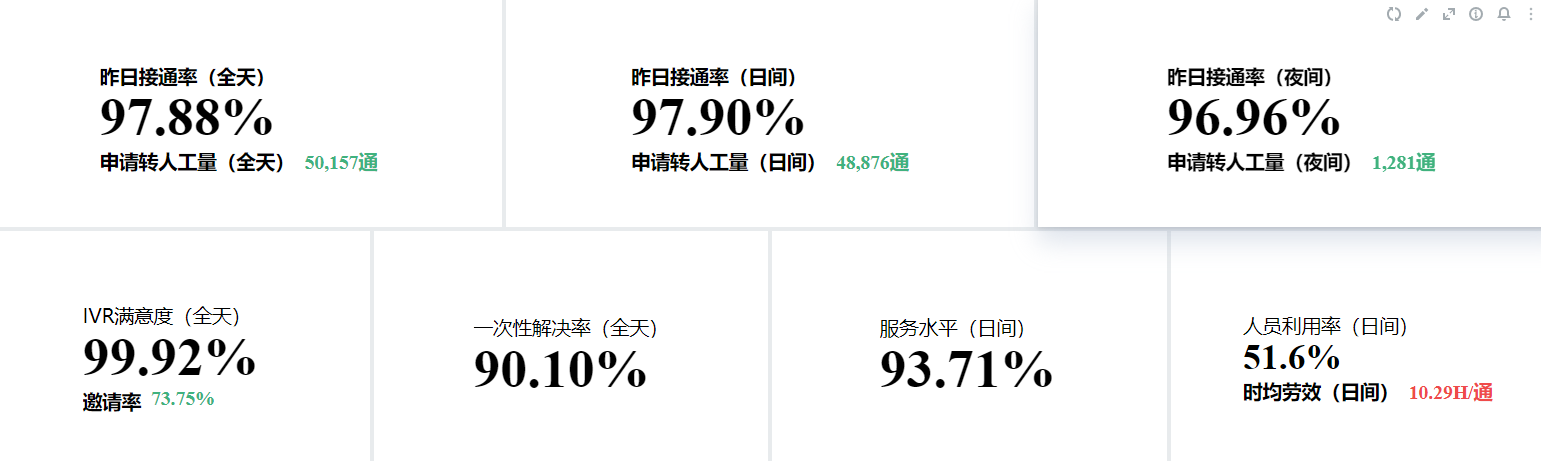 昨日接通率（全天）
97.88%
申请转人工量（全天） 50,157通
昨日接通率（日间）
97.90%
申请转人工量（日间） 48,876通
昨日接通率（夜间）
96.96%
申请转人工量（夜间） 1,281通
IVR满意度（全天）
99.92%
邀请率 73.75%
一次性解决率（全天）
90.10%
服务水平（日间）
93.71%
人员利用率（日间）
51.6%
时均劳效（日间） 10.29H/通